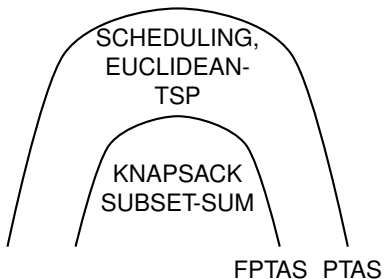 SCHEDULING,
EUCLIDEAN-
TSP
KNAPSACK
SUBSET-SUM
FPTAS PTAS